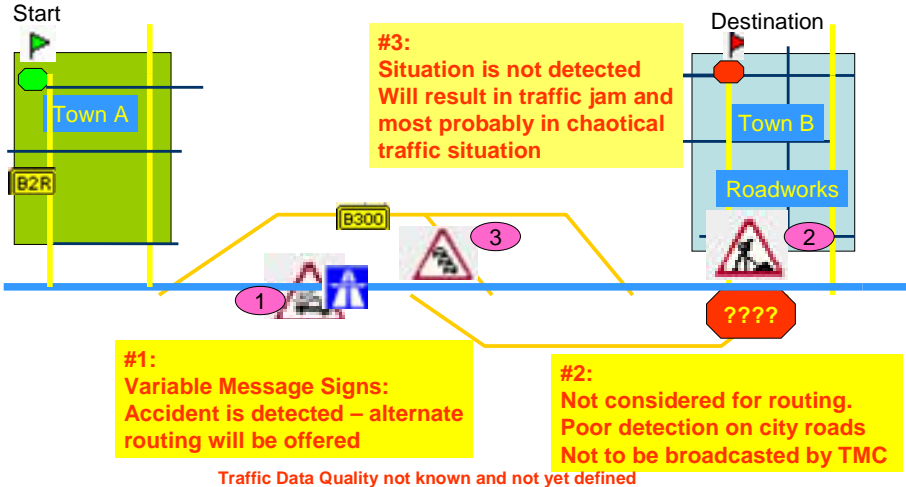 Start
Destination
#3:
Situation is not detected
Will result in traffic jam and
most probably in chaotical
traffic situation
Town A
Town B
B2R
Roadworks
B300
3
2
1
????
#1:
Variable Message Signs:
Accident is detected – alternate
routing will be offered
#2:
Not considered for routing.
Poor detection on city roads
Not to be broadcasted by TMC
Traffic Data Quality not known and not yet defined